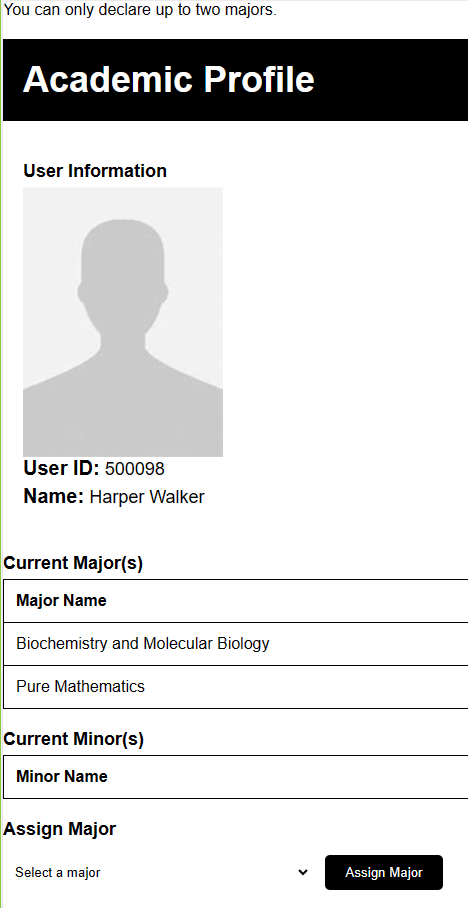 You can only declare up to two majors.
Academic Profile
User Information
User ID: 500098
Name: Harper Walker
Current Major(s)
Major Name
Biochemistry and Molecular Biology
Pure Mathematics
Current Minor(s)
Minor Name
Assign Major
Select a major
Assign Major